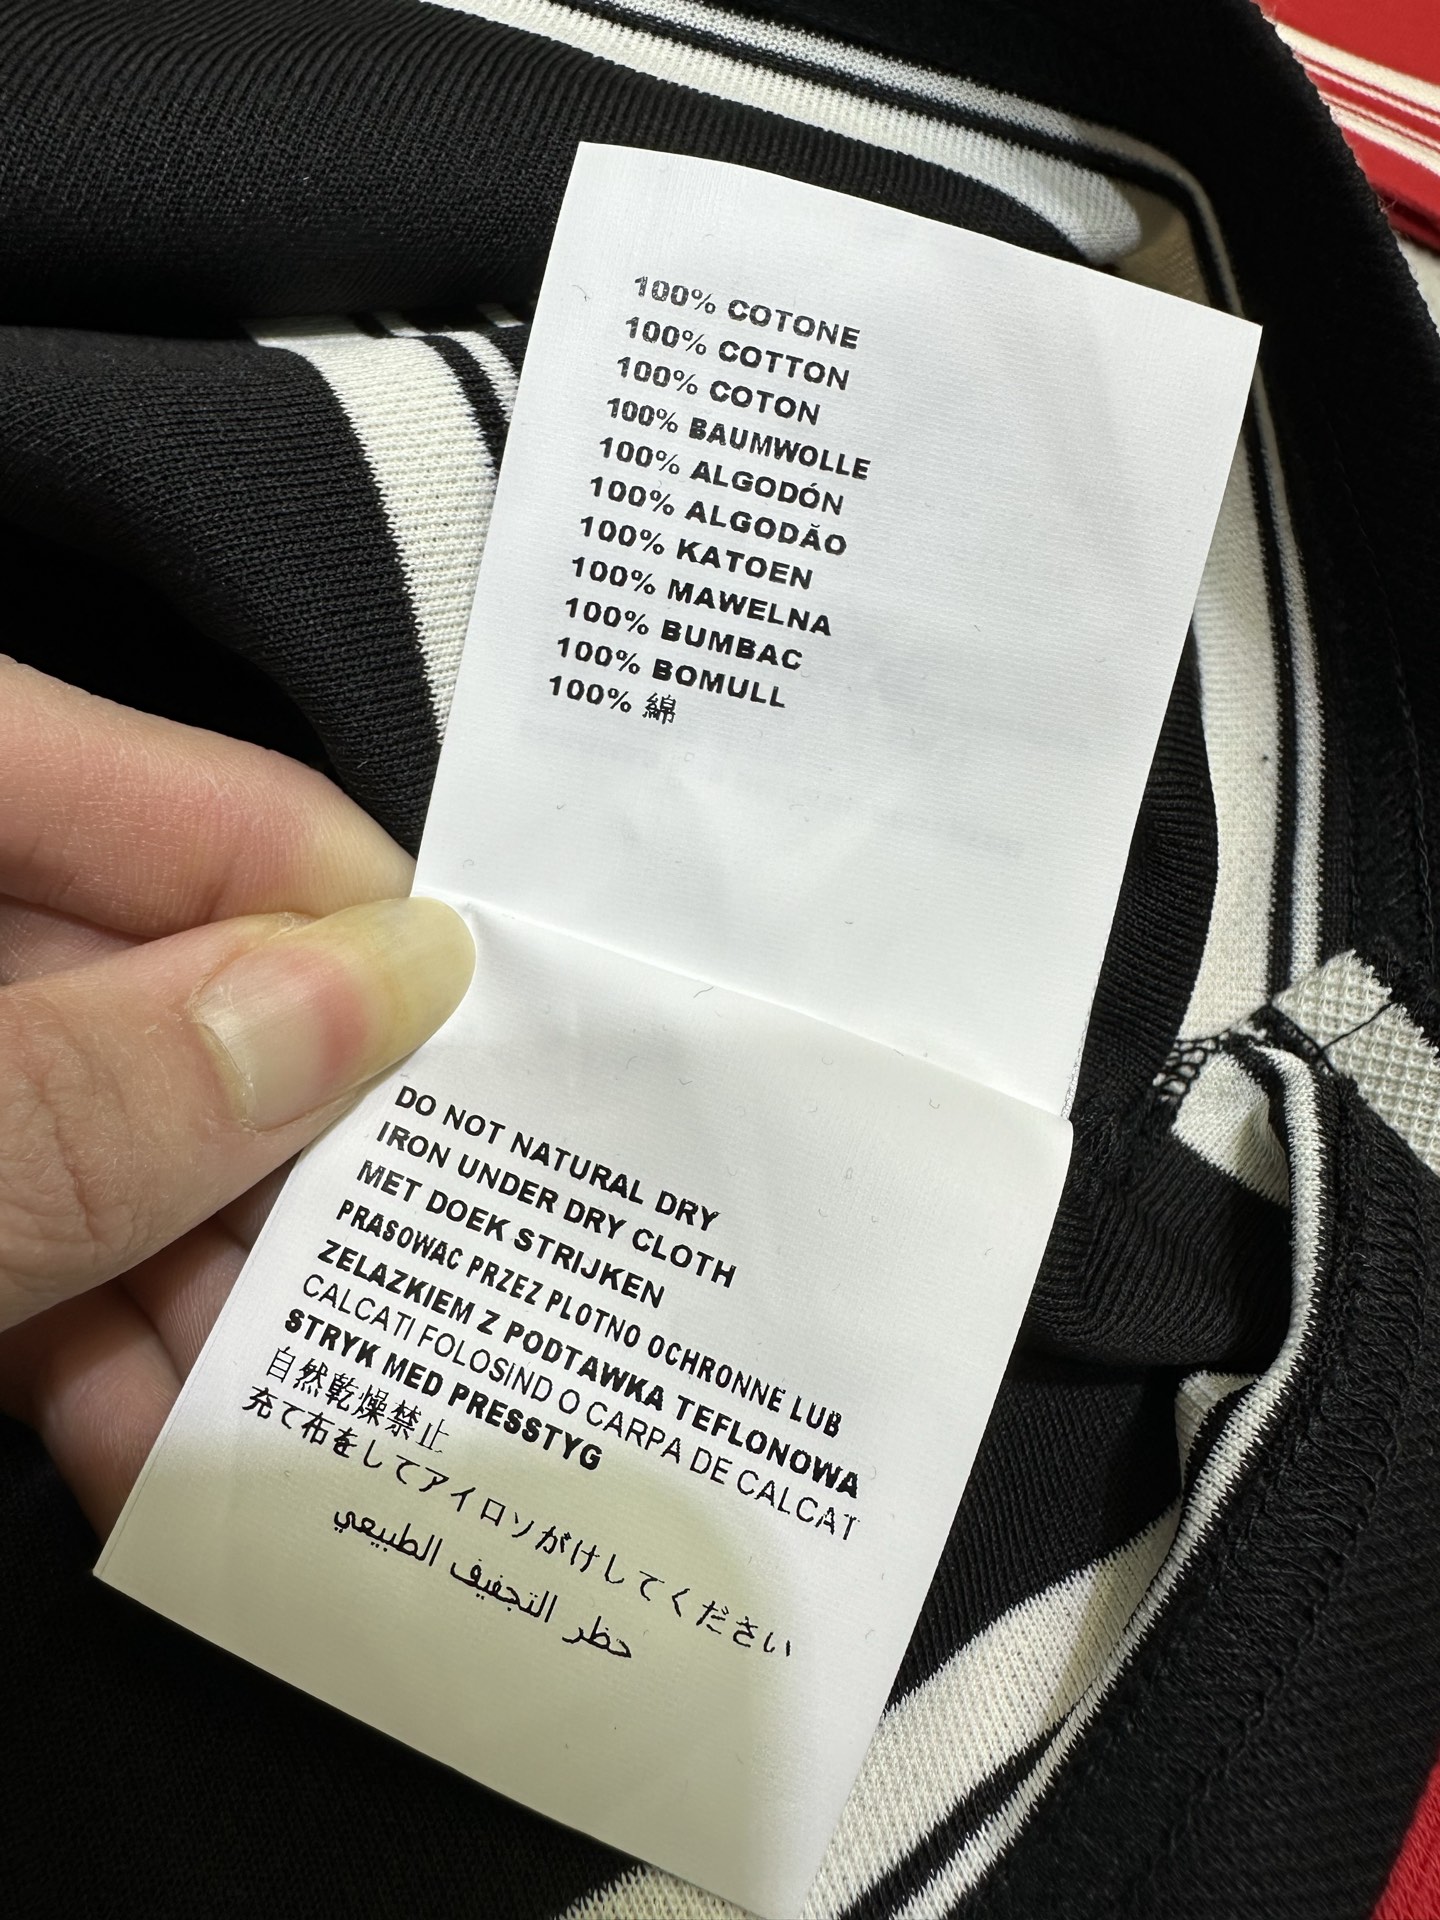 100% COTONE
100% COTTON
100% COTON
100% BAUMWOLLE
100% ALGODÓN
100% ALGODÃO
100% KATOEN
100% MAWELNA
100% BUMBAC
100% BOMULL
100% 綿
DO NOT NATURAL DRY
IRON UNDER DRY CLOTH
MET DOEK STRIJKEN
PRASOWAC PRZEZ PLOTNO OCHRONNE LUB
ZELAZKIEM Z PODTAWKA TEFLONOWA
CALCATI FOLOSIND O CARPA DE CALCAT
STRYK MED PRESSTYG
自然乾燥禁止
充て布をしてアイロンがけしてください
حظر التجفيف الطبيعي